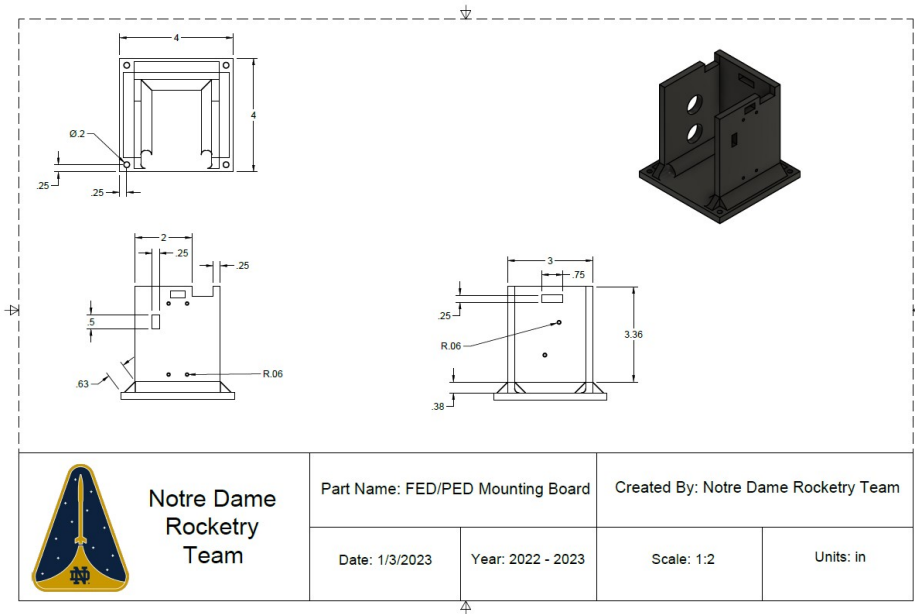 4
4
Ø.2
.25
.25
2
.25
.25
.5
.63
R.06
3
.75
.25
R.06
3.36
.38
Notre Dame
Rocketry
Team
ND
Part Name: FED/PED Mounting Board
Created By: Notre Dame Rocketry Team
Date: 1/3/2023
Year: 2022 - 2023
Scale: 1:2
Units: in